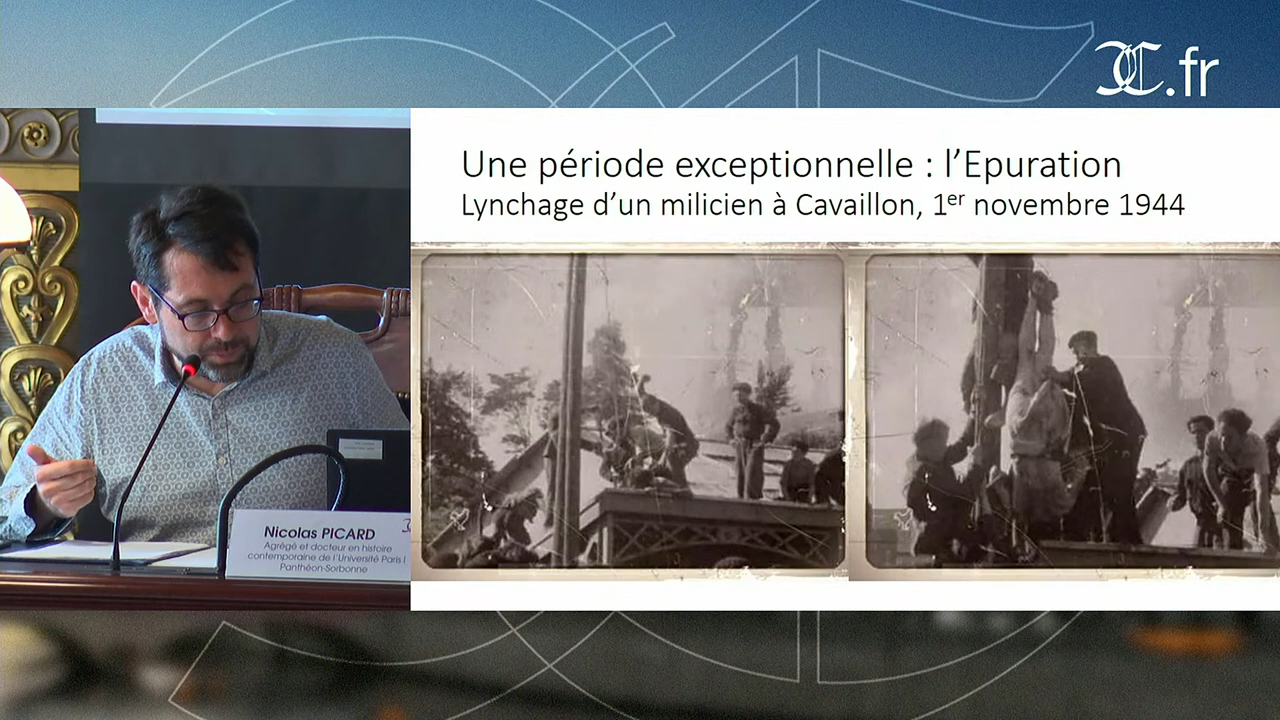 CC.fr
Une période exceptionnelle : l'Epuration
Lynchage d'un milicien à Cavaillon, 1er novembre 1944
Nicolas PICARD
Agrégé et docteur en histoire
contemporaine de l'Université Paris I
Panthéon-Sorbonne